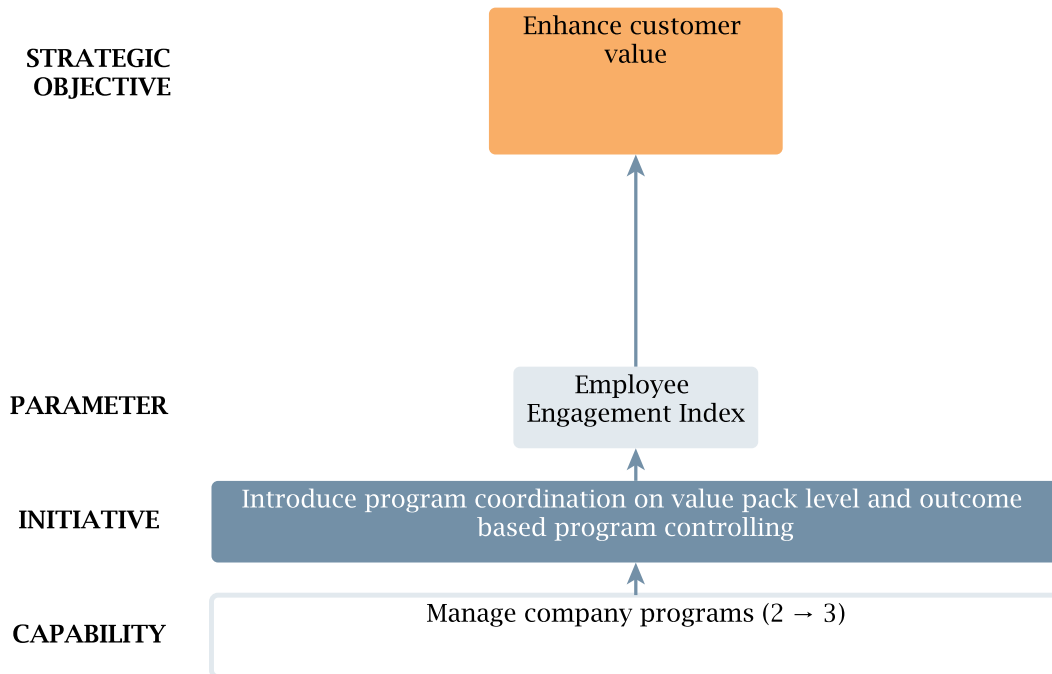 STRATEGIC
OBJECTIVE
Enhance customer
value
PARAMETER
Employee
Engagement Index
INITIATIVE
Introduce program coordination on value pack level and outcome
based program controlling
CAPABILITY
Manage company programs (2 → 3)